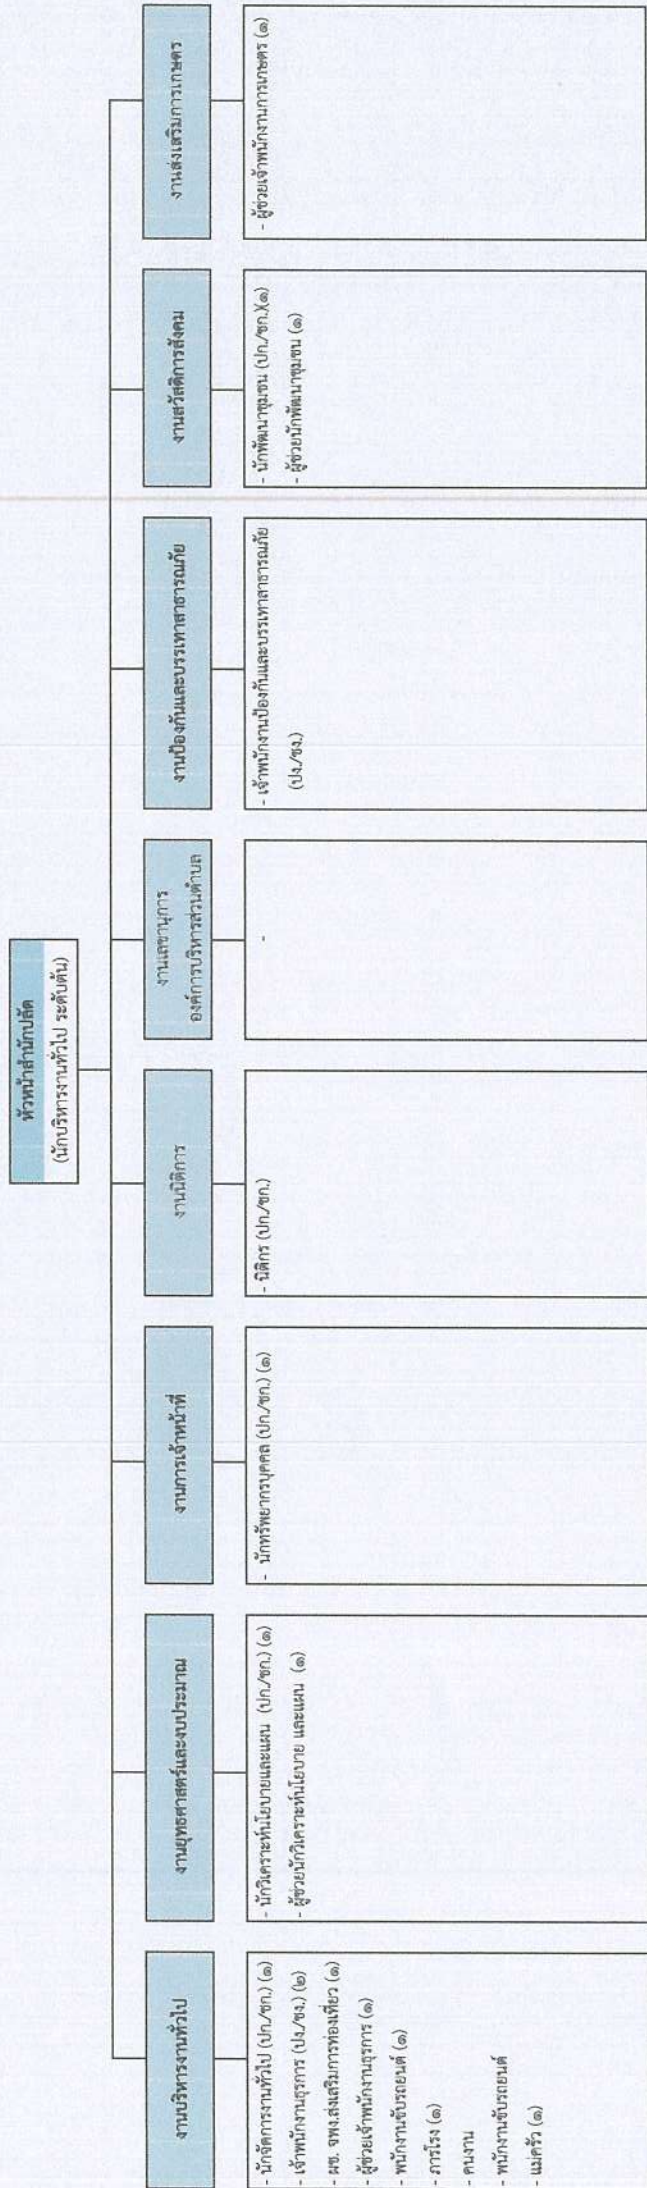 หัวหน้าสำนักปลัด
(นักบริหารงานทั่วไป ระดับต้น)
งานบริหารงานทั่วไป
- นักจัดการงานทั่วไป (ปก./ชก.) (๑)
- เจ้าพนักงานธุรการ (ปง./ชง.) (๒)
- ผช. จพง.ส่งเสริมการท่องเที่ยว (๑)
- ผู้ช่วยเจ้าพนักงานธุรการ (๑)
- พนักงานขับรถยนต์ (๑)
- ภารโรง (๑)
- คนงาน
- พนักงานขับรถยนต์
- แม่ครัว (๑)
งานยุทธศาสตร์และงบประมาณ
- นักวิเคราะห์นโยบายและแผน (ปก./ชก.) (๑)
- ผู้ช่วยนักวิเคราะห์นโยบาย และแผน (๑)
งานการเจ้าหน้าที่
- นักทรัพยากรบุคคล (ปก./ชก.) (๑)
งานนิติการ
- นิติกร (ปก./ชก.)
งานเลขานุการ
องค์การบริหารส่วนตำบล
-
งานป้องกันและบรรเทาสาธารณภัย
- เจ้าพนักงานป้องกันและบรรเทาสาธารณภัย
(ปง./ชง.)
งานสวัสดิการสังคม
- นักพัฒนาชุมชน (ปก./ชก.)(๑)
- ผู้ช่วยนักพัฒนาชุมชน (๑)
งานส่งเสริมการเกษตร
- ผู้ช่วยเจ้าพนักงานการเกษตร (๑)